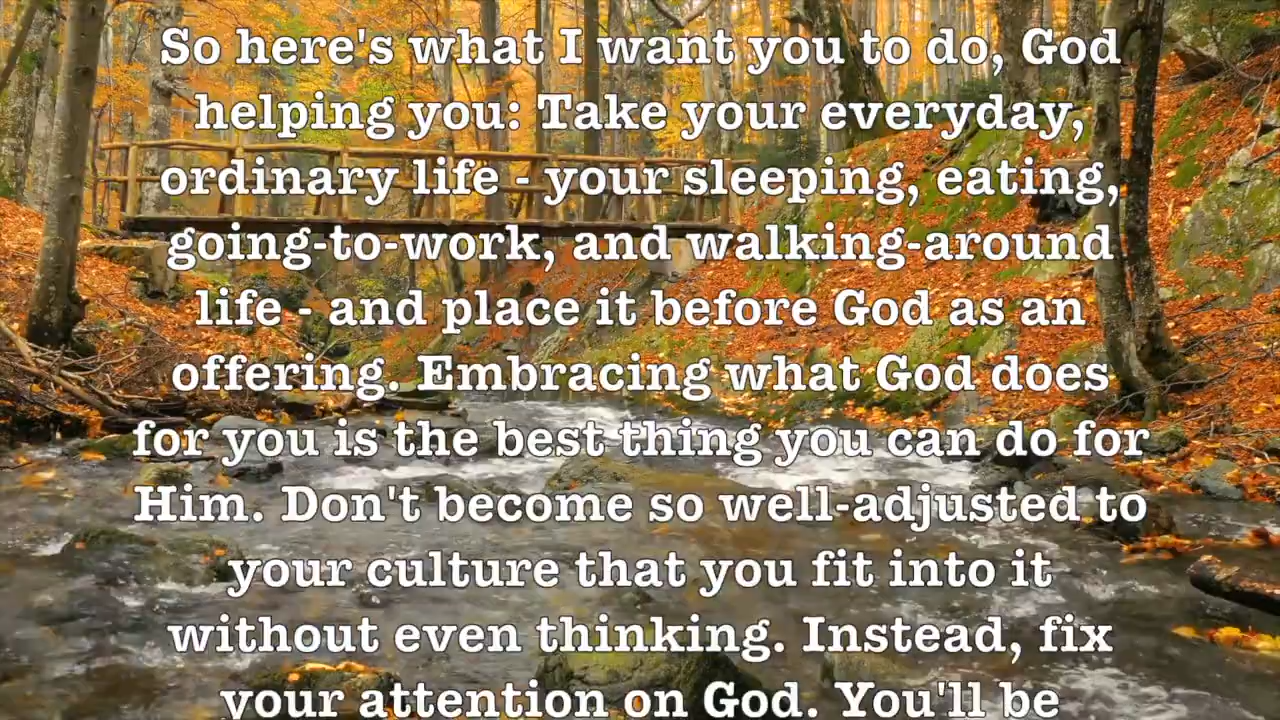 So here's what I want you to do, God
helping you: Take your everyday,
ordinary life - your sleeping, eating,
going-to-work, and walking-around
life - and place it before God as an
offering. Embracing what God does
for you is the best thing you can do for
Him. Don't become so well-adjusted to
your culture that you fit into it
without even thinking. Instead, fix
your attention on God. You'll be